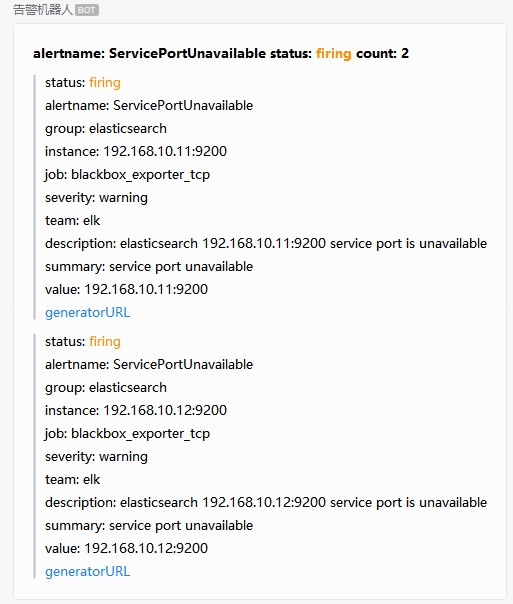 告警机器人 BOT
alertname: ServicePortUnavailable status: firing count: 2
status: firing
alertname: ServicePortUnavailable
group: elasticsearch
instance: 192.168.10.11:9200
job: blackbox_exporter_tcp
severity: warning
team: elk
description: elasticsearch 192.168.10.11:9200 service port is unavailable
summary: service port unavailable
value: 192.168.10.11:9200
generatorURL
status: firing
alertname: ServicePortUnavailable
group: elasticsearch
instance: 192.168.10.12:9200
job: blackbox_exporter_tcp
severity: warning
team: elk
description: elasticsearch 192.168.10.12:9200 service port is unavailable
summary: service port unavailable
value: 192.168.10.12:9200
generatorURL